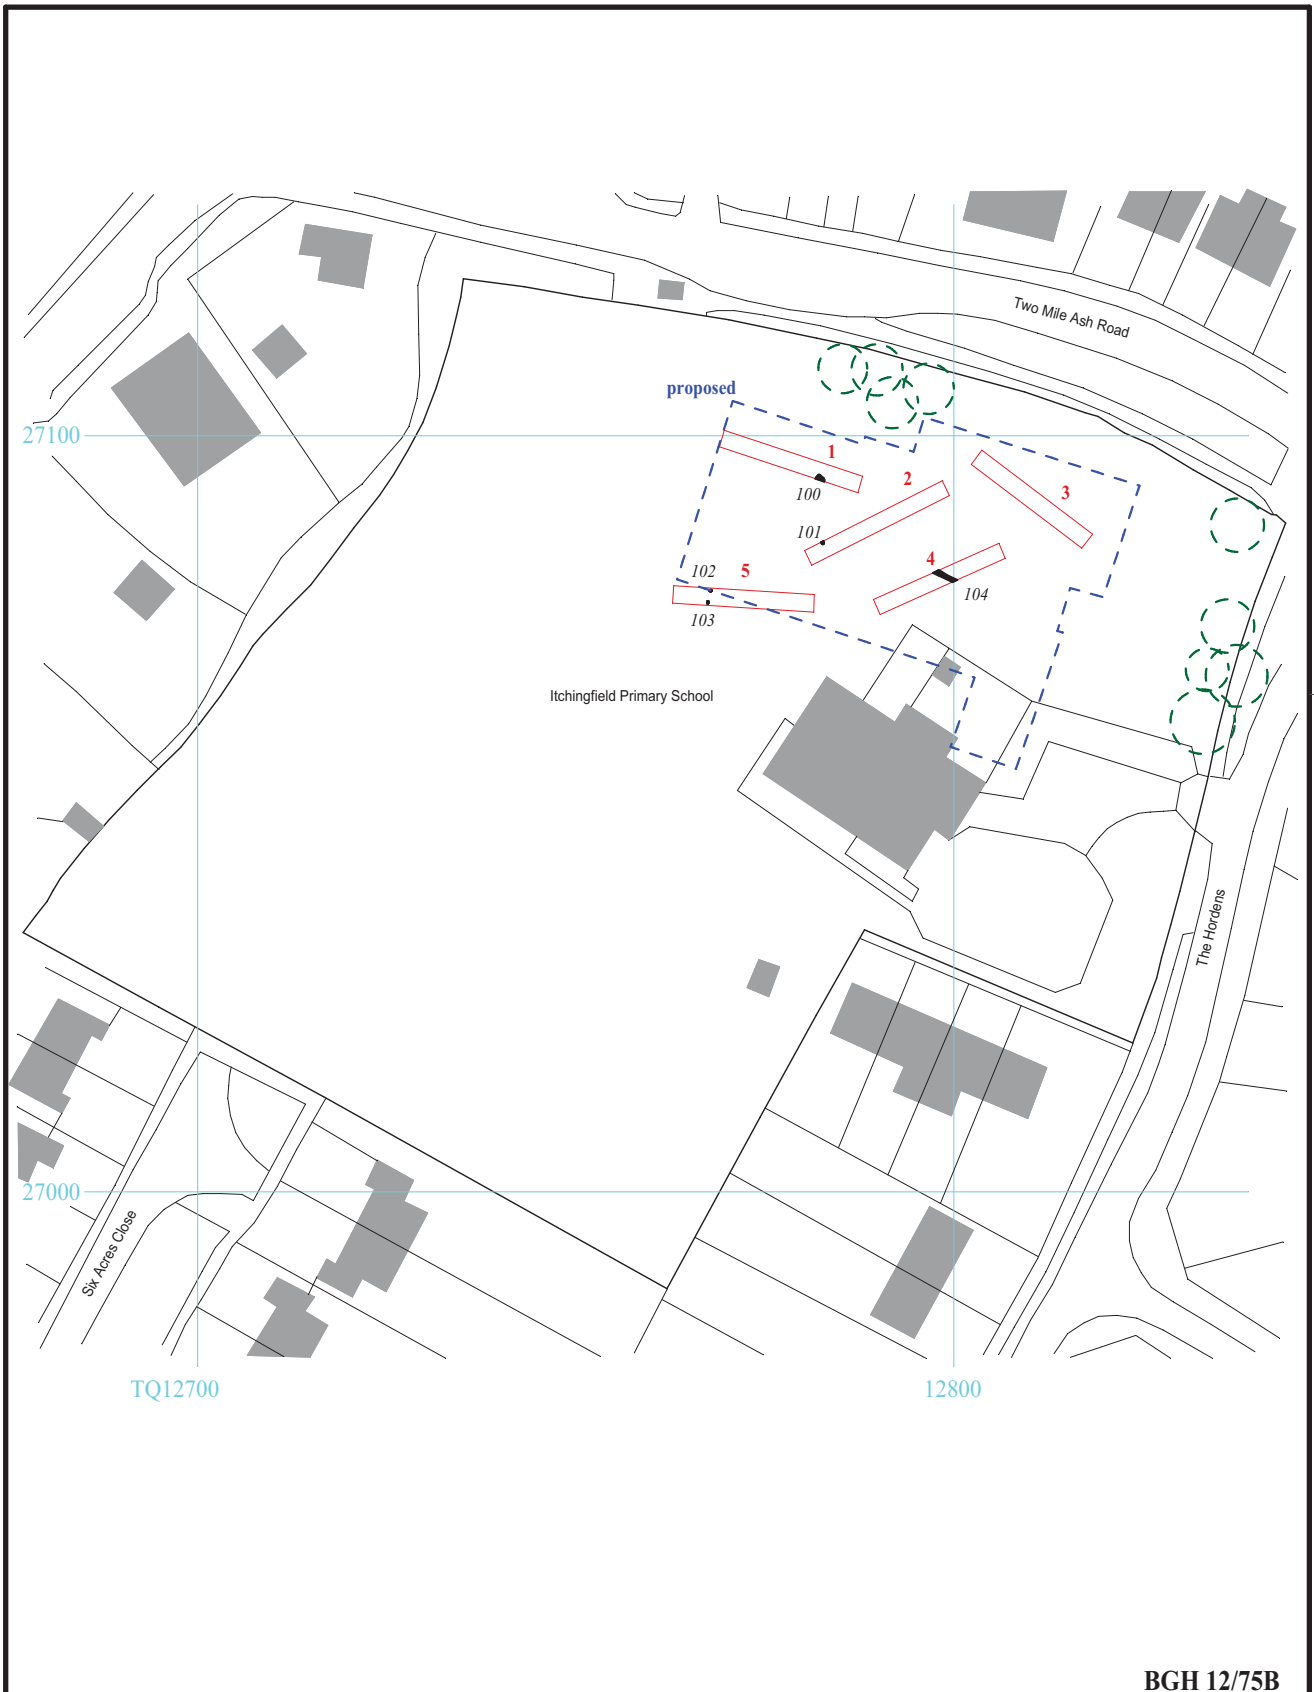 Two Mile Ash Road
proposed
27100
1
2
3
100
101
4
102
5
104
103
Itchingfield Primary School
The Hordens
27000
Six Acres Close
TQ12700
12800
BGH 12/75B